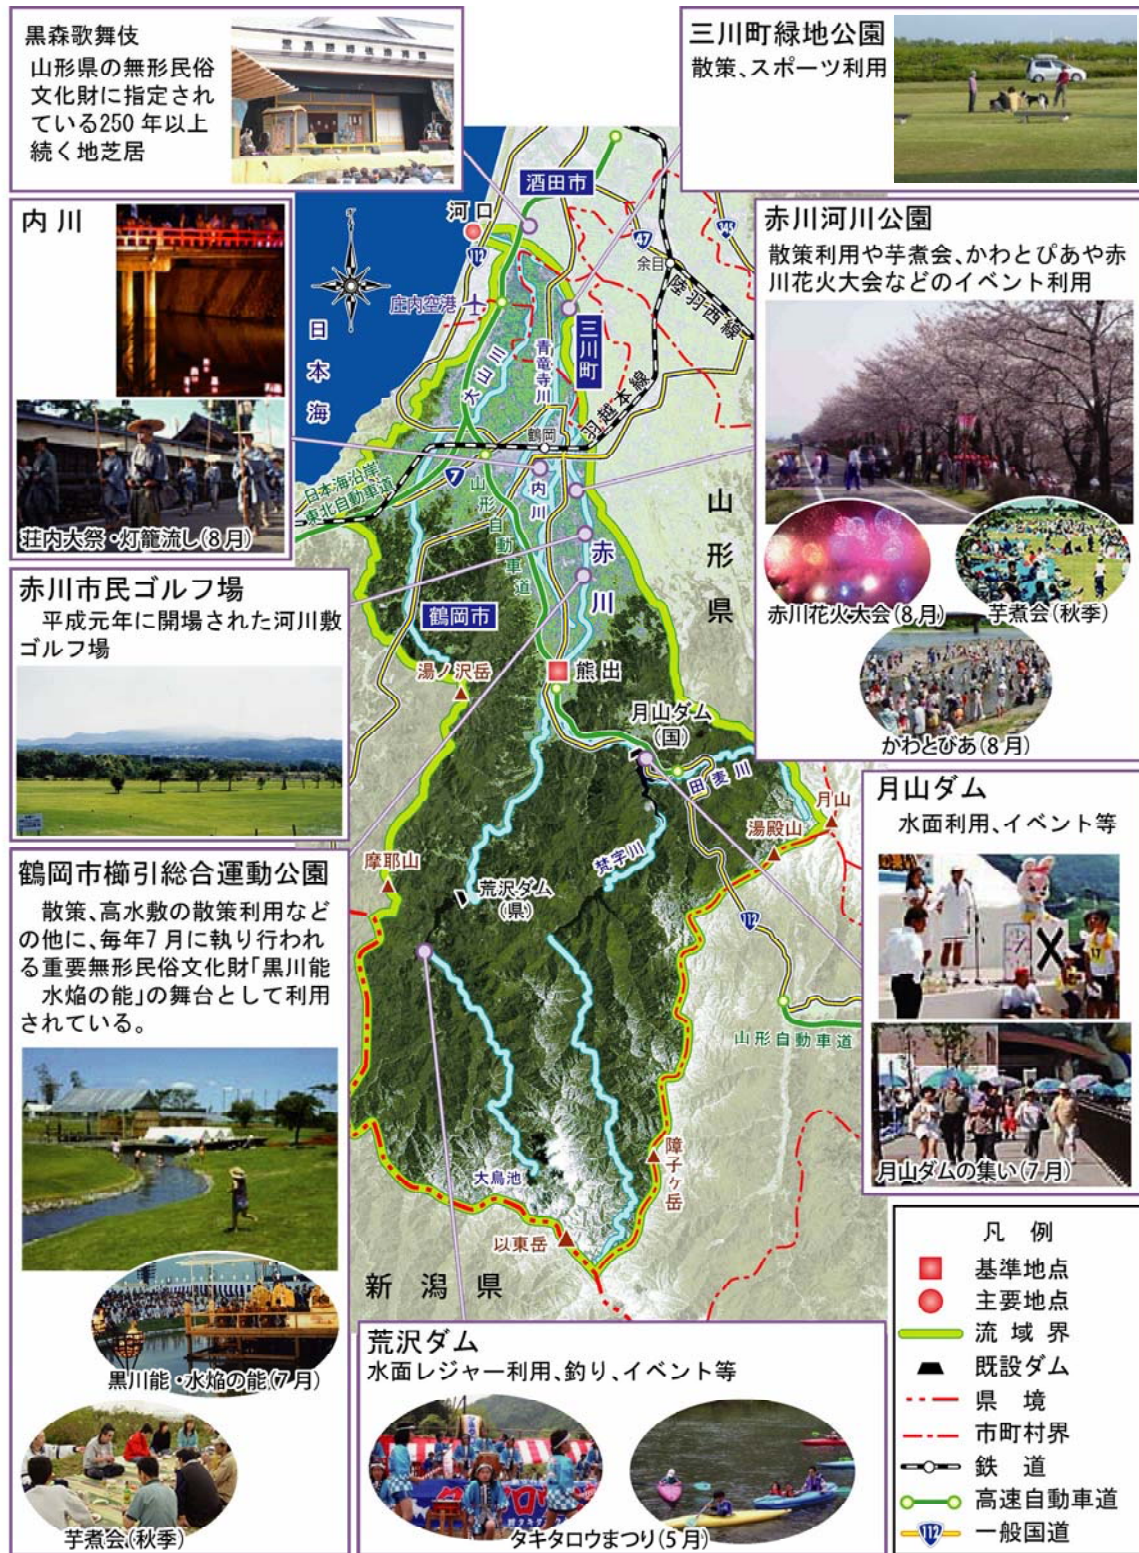 黒森歌舞伎
山形県の無形民俗
文化財に指定され
ている250年以上
続く地芝居
三川町緑地公園
散策、スポーツ利用
内川
荘内大祭・灯籠流し(8月)
赤川河川公園
散策利用や芋煮会、かわとぴあや赤
川花火大会などのイベント利用
赤川花火大会(8月)
芋煮会(秋季)
かわとぴあ(8月)
赤川市民ゴルフ場
平成元年に開場された河川敷
ゴルフ場
鶴岡市櫛引総合運動公園
散策、高水敷の散策利用など
の他に、毎年7月に執り行われ
る重要無形民俗文化財「黒川能
水焔の能」の舞台として利用
されている。
黒川能・水焔の能(7月)
芋煮会(秋季)
月山ダム
水面利用、イベント等
月山ダムの集い(7月)
荒沢ダム
水面レジャー利用、釣り、イベント等
タキタロウまつり(5月)
酒田市
河口
112
47
345
余目
陸羽西線
庄内空港
日本海
大山川
青竜寺川
三川町
羽越本線
鶴岡
7
日本海沿岸
東北自動車道
山形自動車道
内川
赤川
山形県
鶴岡市
熊出
湯ノ沢岳
月山ダム
(国)
田麦川
月山
湯殿山
梵字川
摩耶山
荒沢ダム
(県)
112
山形自動車道
大鳥池
障子ヶ岳
以東岳
新潟県
凡例
基準地点
主要地点
流域界
既設ダム
県境
市町村界
鉄道
高速自動車道
112
一般国道